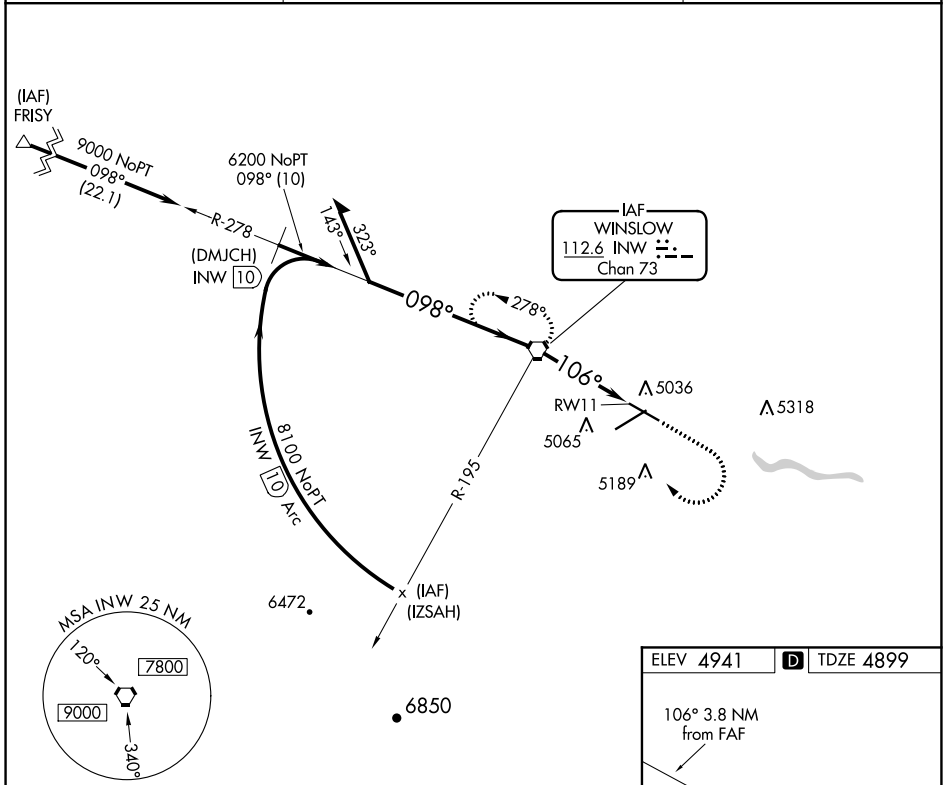 (IAF)
FRISY
9000 NoPT
098°
(22.1)
R-278
6200 NoPT
098° (10)
(DMJCH)
INW 10
143°
323°
098°
278°
IAF
WINSLOW
112.6 INW
Chan 73
106°
RW11
5036
5065
5318
5189
R-195
8100 NoPT
INW 10 Arc
(IAF)
(IZSAH)
6472
6850
MSA INW 25 NM
120°
7800
9000
340°
ELEV 4941 D TDZE 4899
106° 3.8 NM
from FAF